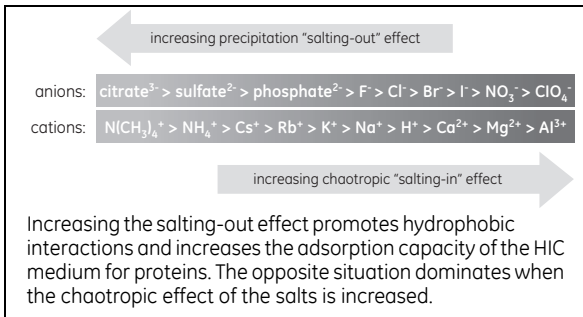 increasing precipitation “salting-out” effect
anions: citrate³⁻ > sulfate²⁻ > phosphate²⁻ > F⁻ > Cl⁻ > Br⁻ > I⁻ > NO₃⁻ > ClO₄⁻
cations: N(CH₃)₄⁺ > NH₄⁺ > Cs⁺ > Rb⁺ > K⁺ > Na⁺ > H⁺ > Ca²⁺ > Mg²⁺ > Al³⁺
increasing chaotropic “salting-in” effect
Increasing the salting-out effect promotes hydrophobic
interactions and increases the adsorption capacity of the HIC
medium for proteins. The opposite situation dominates when
the chaotropic effect of the salts is increased.